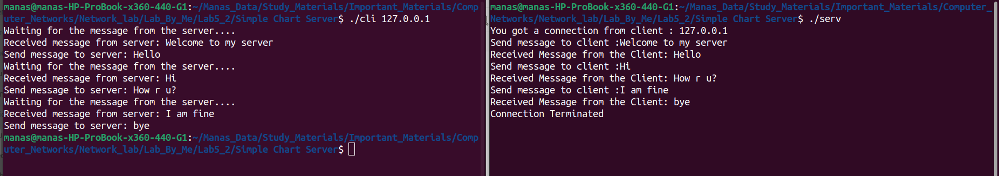 manas@manas-HP-ProBook-x360-440-G1:~/Manas_Data/Study_Materials/Important_Materials/Comp
uter_Networks/Network_lab/Lab_By_Me/Lab5_2/Simple Chart Server$ ./cli 127.0.0.1
Waiting for the message from the server....
Received message from server: Welcome to my server
Send message to server: Hello
Waiting for the message from the server....
Received message from server: Hi
Send message to server: How r u?
Waiting for the message from the server....
Received message from server: I am fine
Send message to server: bye
manas@manas-HP-ProBook-x360-440-G1:~/Manas_Data/Study_Materials/Important_Materials/Comp
uter_Networks/Network_lab/Lab_By_Me/Lab5_2/Simple Chart Server$
manas@manas-HP-ProBook-x360-440-G1:~/Manas_Data/Study_Materials/Important_Materials/Computer_
Networks/Network_lab/Lab_By_Me/Lab5_2/Simple Chart Server$ ./serv
You got a connection from client : 127.0.0.1
Send message to client :Welcome to my server
Received Message from the Client: Hello
Send message to client :Hi
Received Message from the Client: How r u?
Send message to client :I am fine
Received Message from the Client: bye
Connection Terminated